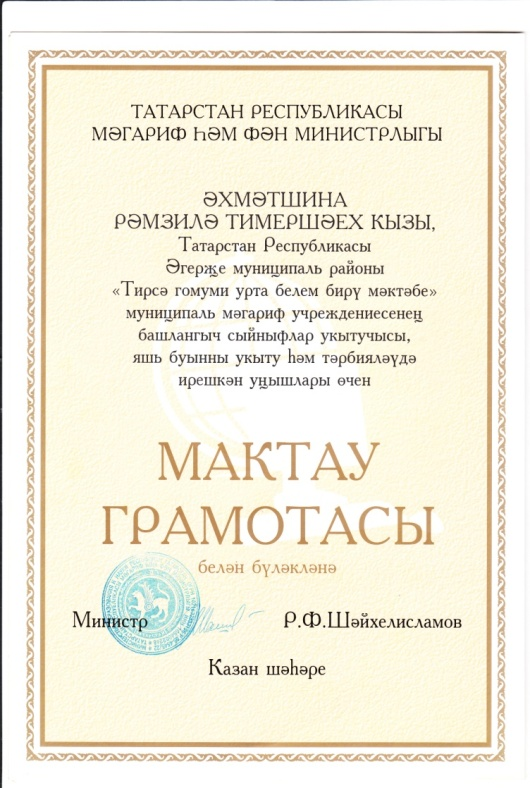 ТАТАРСТАН РЕСПУБЛИКАСЫ
МӘГАРИФ ҺӘМ ФӘН МИНИСТРЛЫГЫ
ӘХМӘТШИНА
РӘМЗИЛӘ ТИМЕРШӘЕХ КЫЗЫ,
Татарстан Республикасы
Әгерҗе муниципаль районы
«Тирсә гомуми урта белем бирү мәктәбе»
муниципаль мәгариф учреждениесенең
башлангыч сыйныфлар укытучысы,
яшь буынны укыту һәм тәрбияләүдә
ирешкән уңышлары өчен
МАКТАУ
ГРАМОТАСЫ
белән бүләкләнә
Министр Р.Ф.Шәйхелисламов
Казан шәһәре